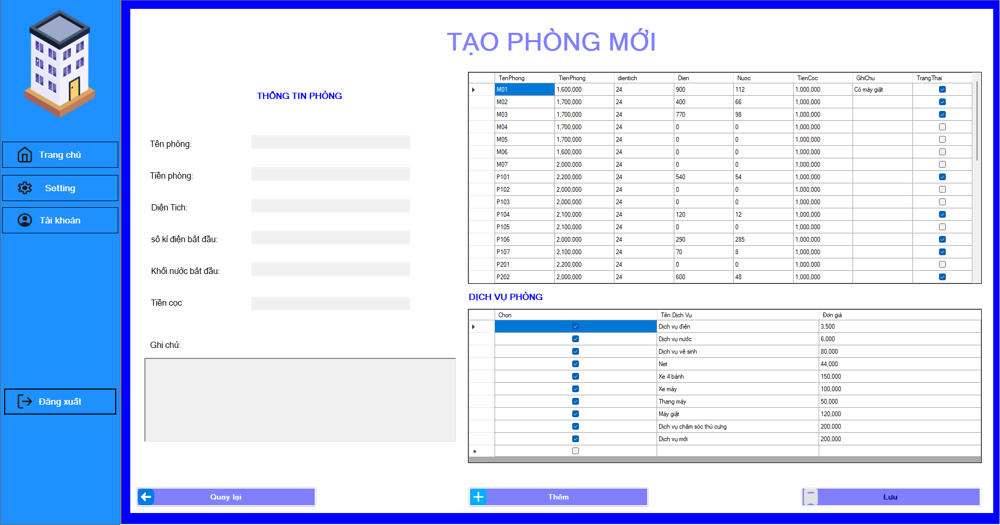 TẠO PHÒNG MỚI
Trang chủ
Setting
Tài khoản
Đăng xuất
THÔNG TIN PHÒNG
Tên phòng:
Tiền phòng:
Diện Tich:
sô kí điện bắt đầu:
Khối nước bắt đầu:
Tiền cọc
Ghi chú:
TenPhong TienPhong dientich Dien Nuoc TienCoc GhiChu TrangThai
M01 1,600,000 24 900 112 1,000,000 Có máy giặt
M02 1,700,000 24 400 66 1,000,000
M03 1,700,000 24 770 98 1,000,000
M04 1,700,000 24 0 0 1,000,000
M05 1,700,000 24 0 0 1,000,000
M06 1,600,000 24 0 0 1,000,000
M07 2,000,000 24 0 0 1,000,000
P101 2,200,000 24 540 54 1,000,000
P102 2,000,000 24 0 0 1,000,000
P103 2,000,000 24 0 0 1,000,000
P104 2,100,000 24 120 12 1,000,000
P105 2,100,000 24 0 0 1,000,000
P106 2,000,000 24 290 285 1,000,000
P107 2,100,000 24 70 8 1,000,000
P201 2,200,000 24 0 0 1,000,000
P202 2,000,000 24 600 48 1,000,000
DỊCH VỤ PHÒNG
Chọn Tên Dịch Vụ Đơn giá
Dịch vụ điện 3,500
Dịch vụ nước 6,000
Dịch vụ vệ sinh 80,000
Net 44,000
Xe 4 bánh 150,000
Xe máy 100,000
Thang máy 50,000
Máy giặt 120,000
Dịch vụ chăm sóc thú cưng 200,000
Dịch vụ mới 200,000
Quay lại
Thêm
Lưu